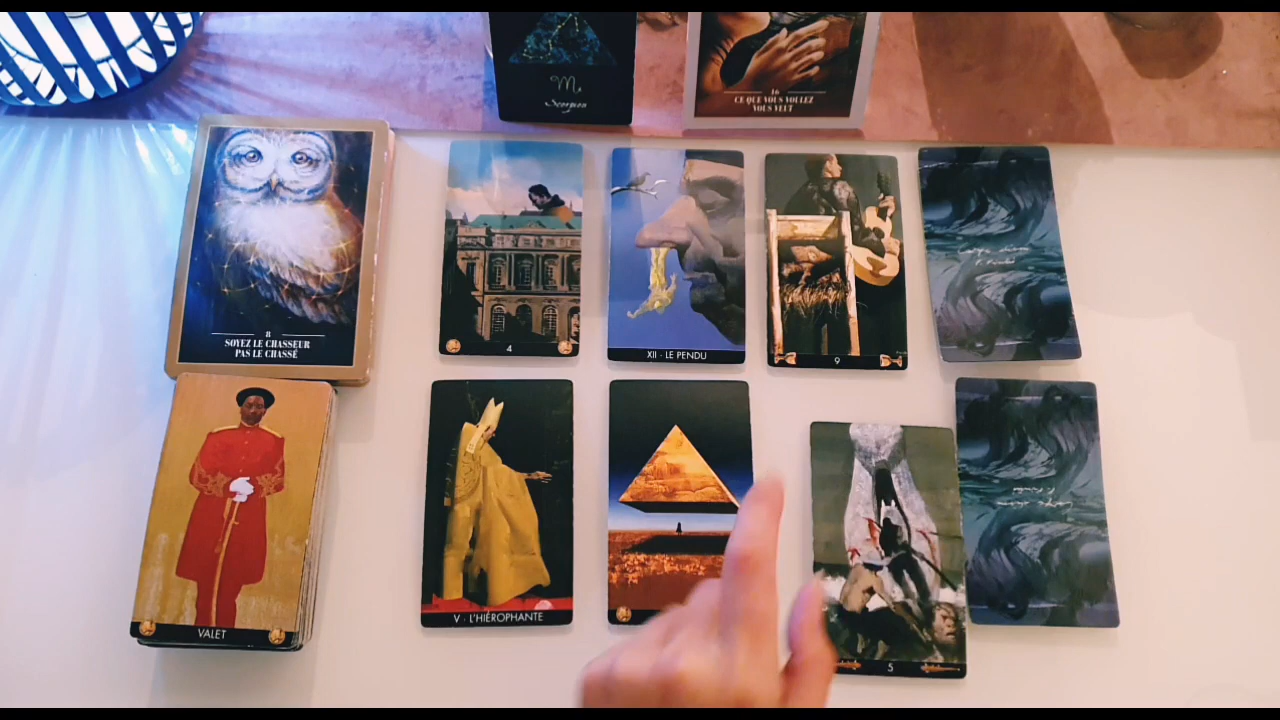 ♏
Scorpion
16
CE QUE VOUS VOULEZ
VOUS VEUT
8
SOYEZ LE CHASSEUR
PAS LE CHASSÉ
4
XII · LE PENDU
9
VALET
V · L'HIÉROPHANTE
5